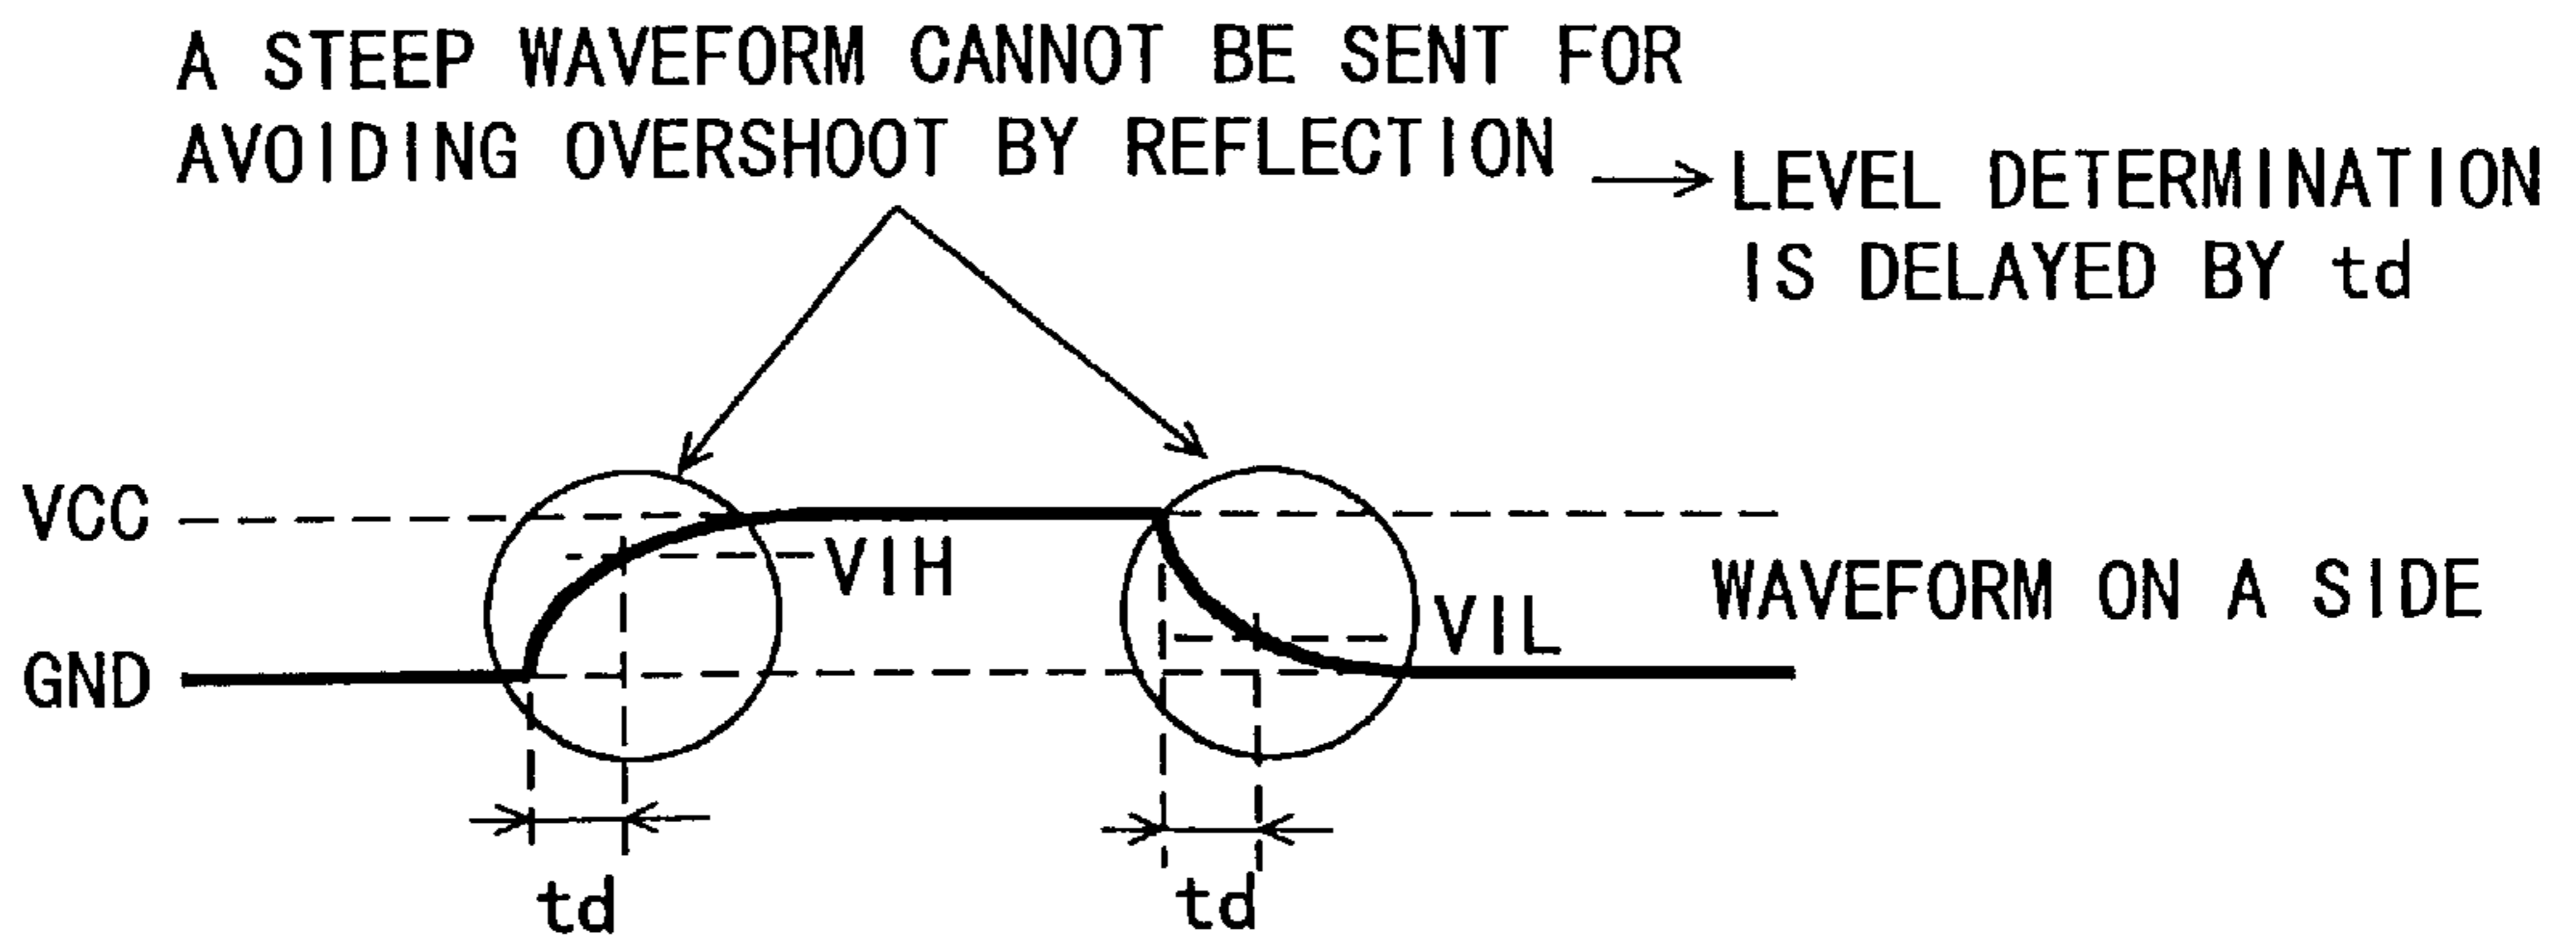 A STEEP WAVEFORM CANNOT BE SENT FOR
AVOIDING OVERSHOOT BY REFLECTION
LEVEL DETERMINATION
IS DELAYED BY td
VCC
VIH
WAVEFORM ON A SIDE
VIL
GND
td
td